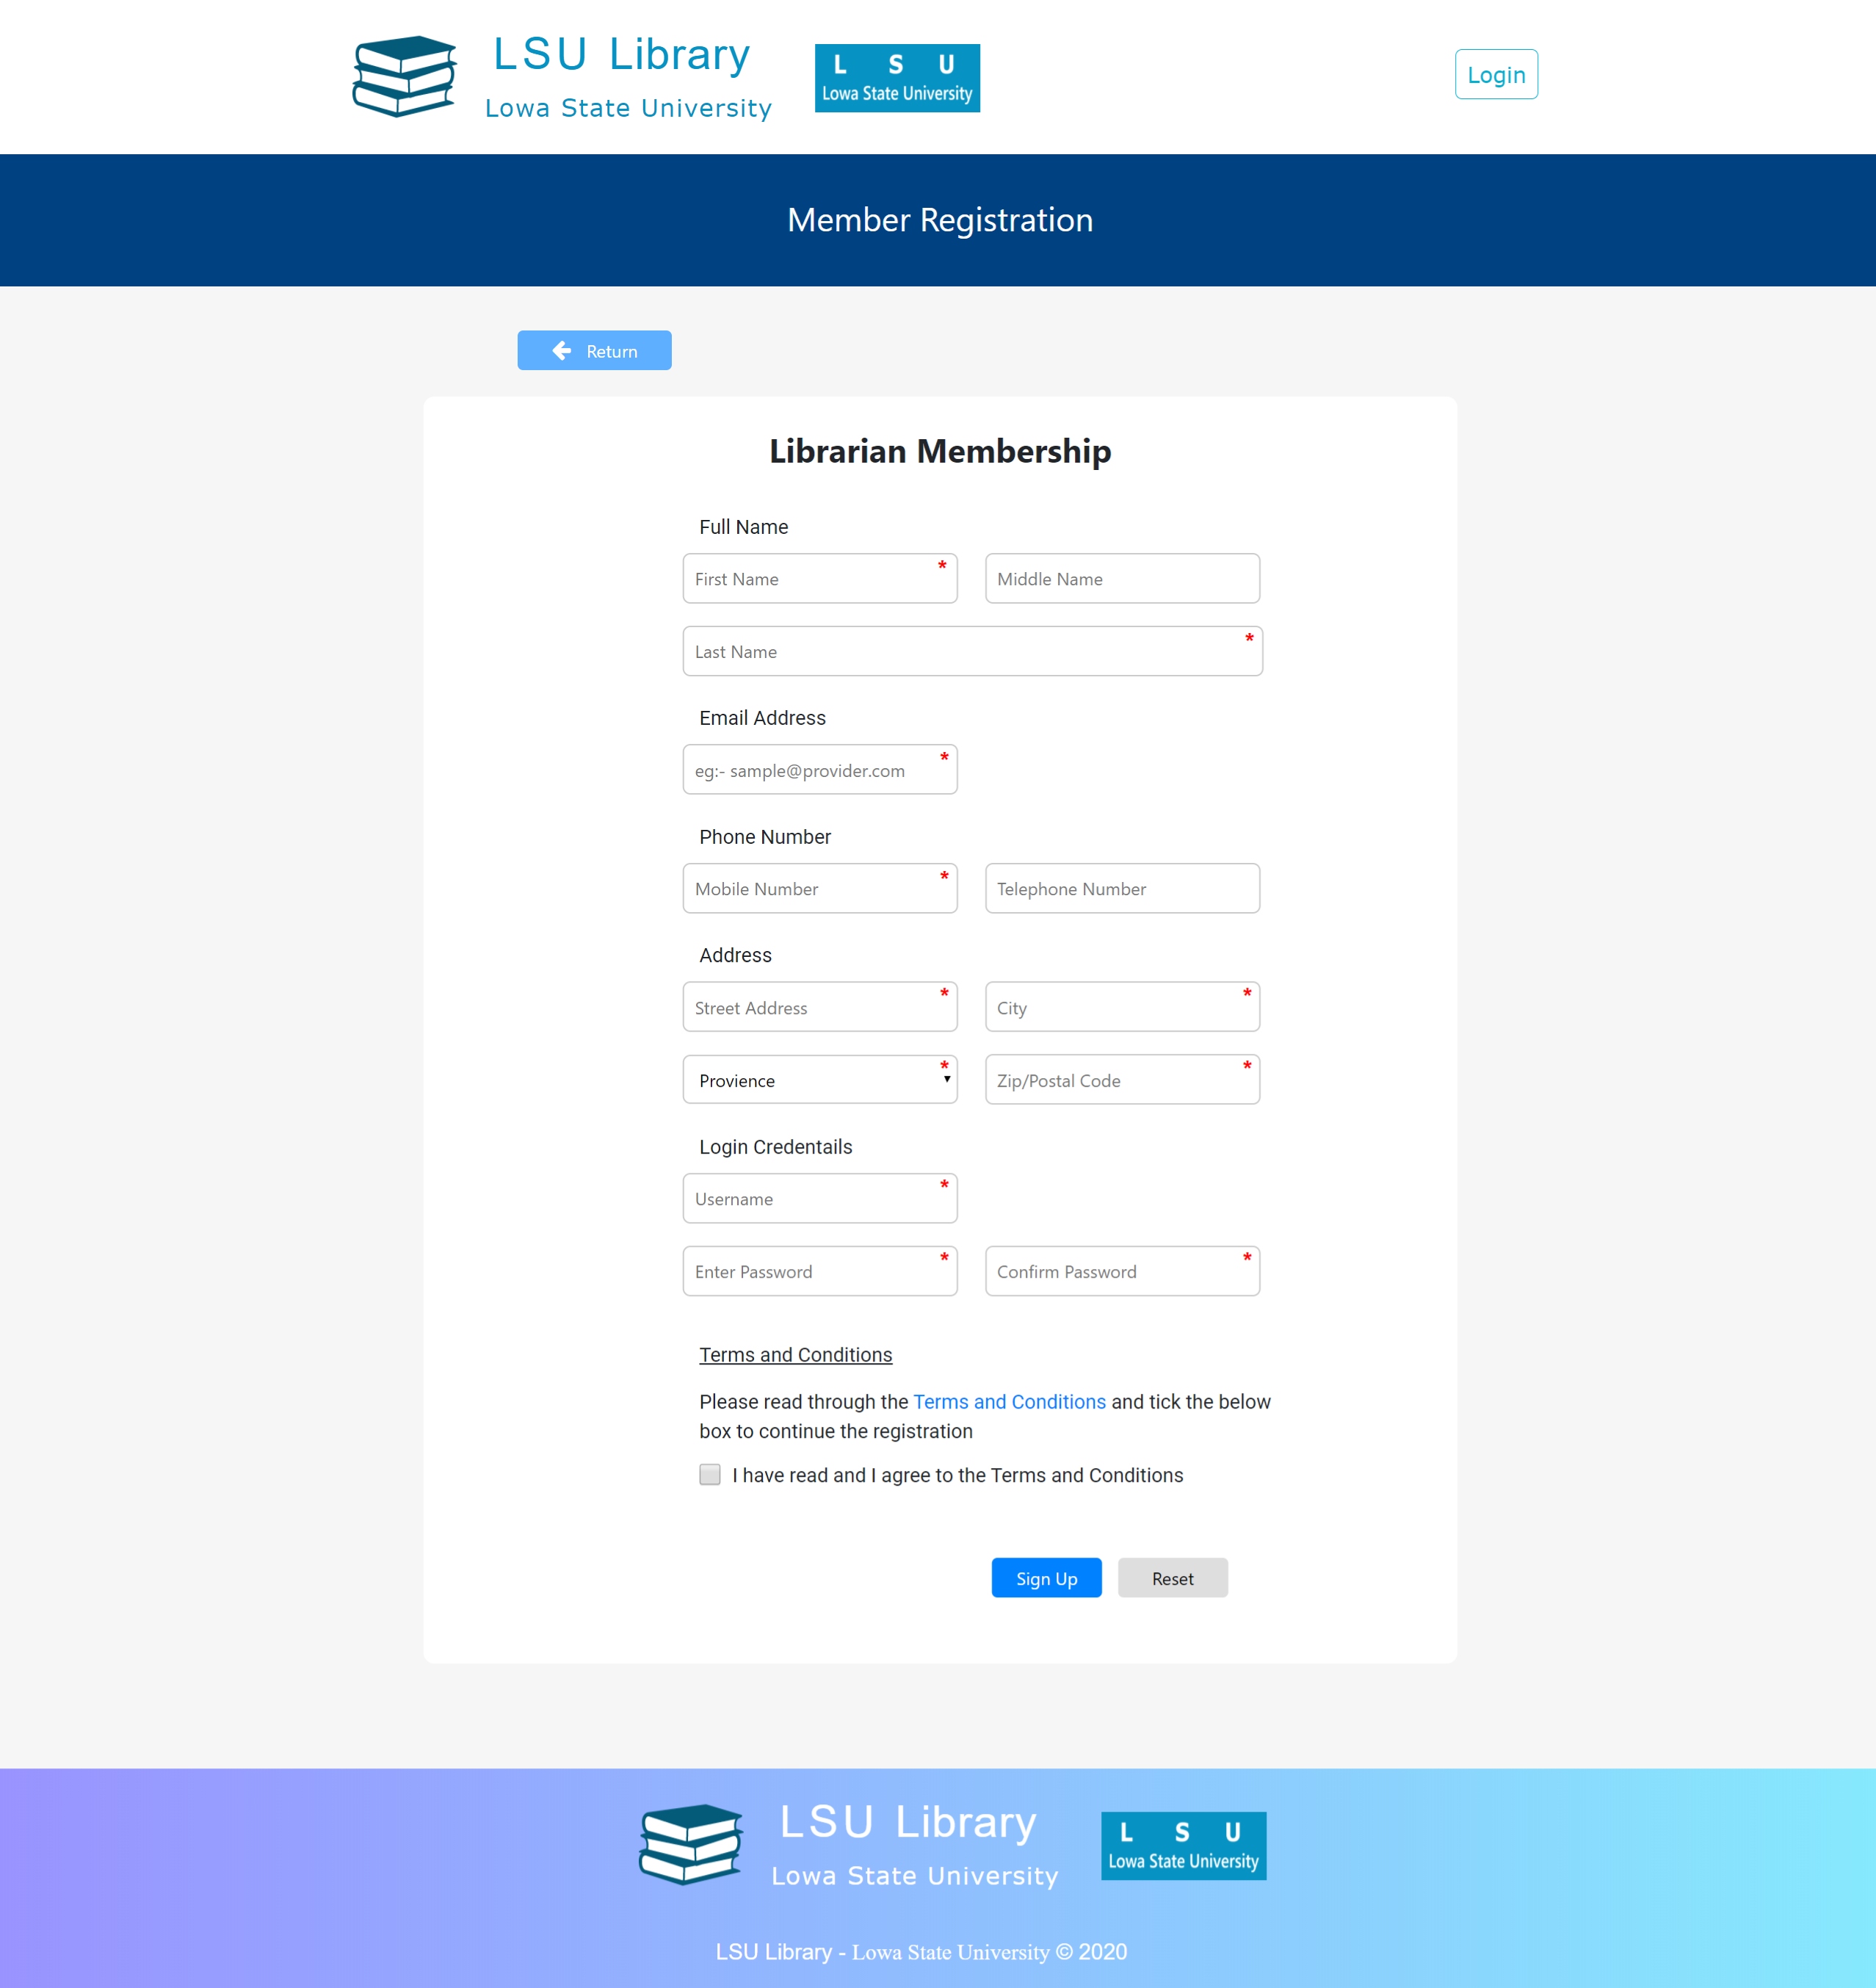 LSU Library
Lowa State University
L S U
Lowa State University
Login
Member Registration
Return
Librarian Membership
Full Name
First Name *
Middle Name
Last Name *
Email Address
eg:- sample@provider.com *
Phone Number
Mobile Number *
Telephone Number
Address
Street Address *
City *
Provience *
Zip/Postal Code *
Login Credentails
Username *
Enter Password *
Confirm Password *
Terms and Conditions
Please read through the Terms and Conditions and tick the below
box to continue the registration
I have read and I agree to the Terms and Conditions
Sign Up
Reset
LSU Library
Lowa State University
L S U
Lowa State University
LSU Library - Lowa State University © 2020